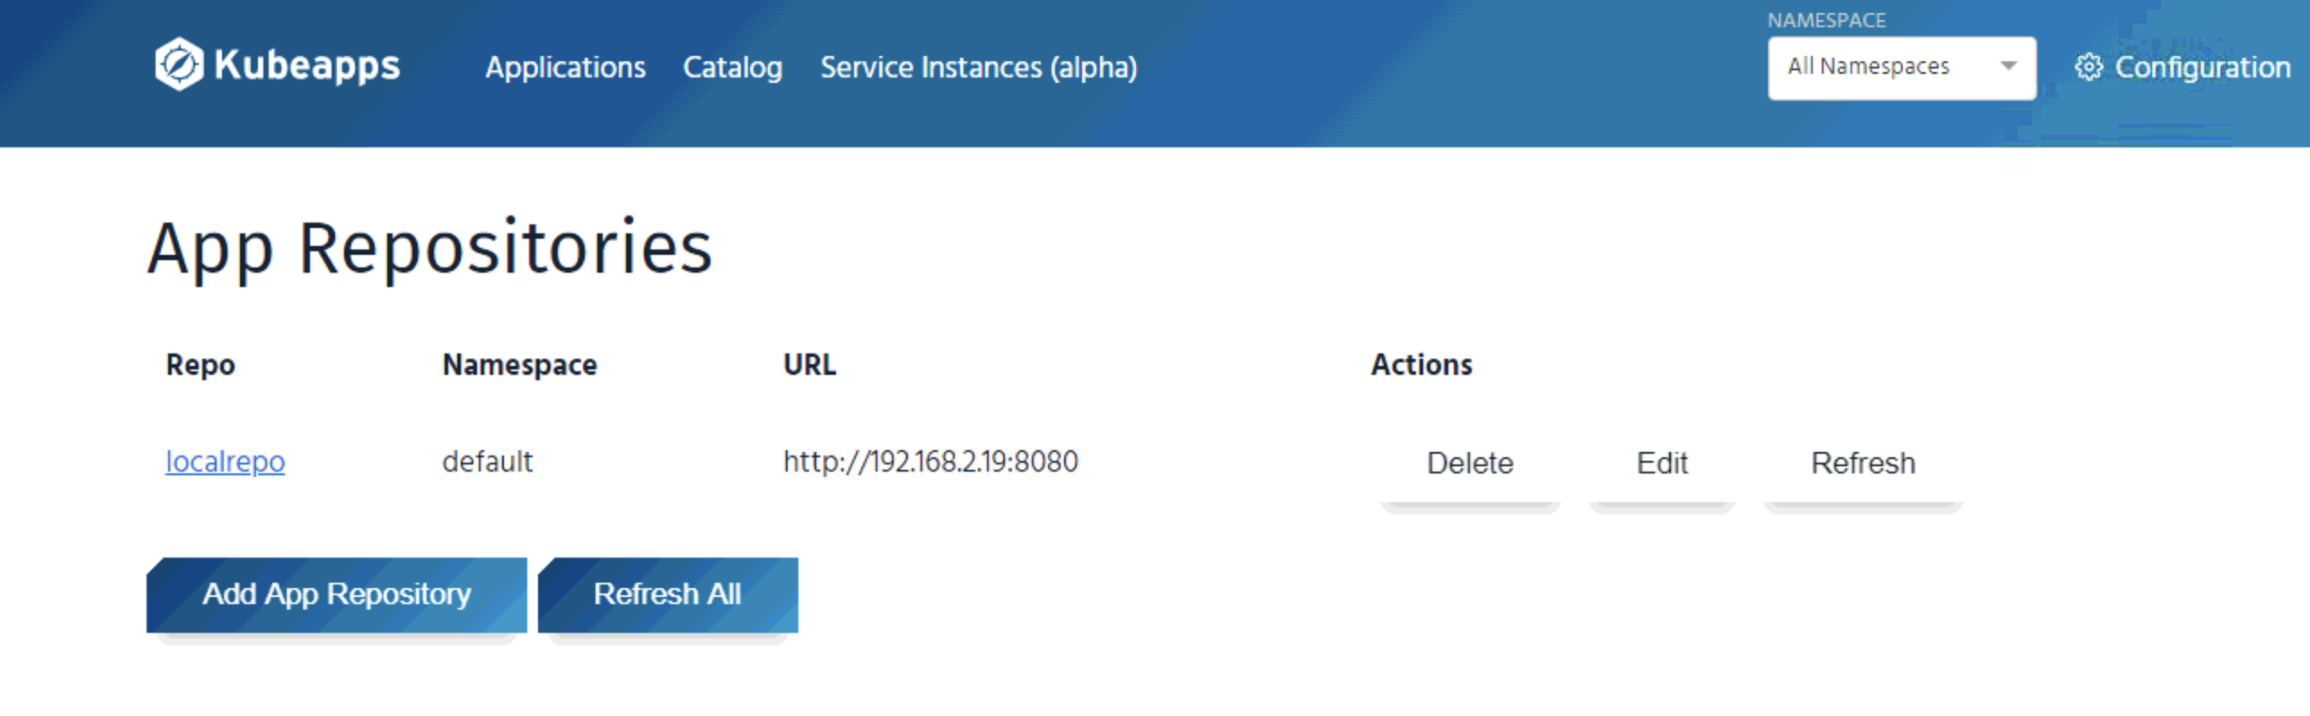 NAMESPACE
Kubeapps Applications Catalog Service Instances (alpha) All Namespaces Configuration
App Repositories
Repo Namespace URL Actions
localrepo default http://192.168.2.19:8080 Delete Edit Refresh
Add App Repository Refresh All